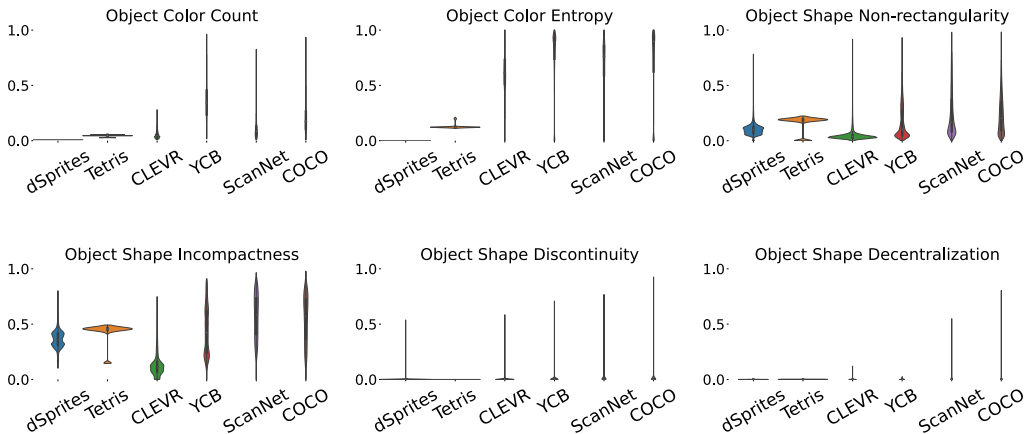 Object Color Count
1.0
0.5
0.0
dSprites
Tetris
CLEVR
YCB
ScanNet
COCO
Object Color Entropy
1.0
0.5
0.0
dSprites
Tetris
CLEVR
YCB
ScanNet
COCO
Object Shape Non-rectangularity
1.0
0.5
0.0
dSprites
Tetris
CLEVR
YCB
ScanNet
COCO
Object Shape Incompactness
1.0
0.5
0.0
dSprites
Tetris
CLEVR
YCB
ScanNet
COCO
Object Shape Discontinuity
1.0
0.5
0.0
dSprites
Tetris
CLEVR
YCB
ScanNet
COCO
Object Shape Decentralization
1.0
0.5
0.0
dSprites
Tetris
CLEVR
YCB
ScanNet
COCO